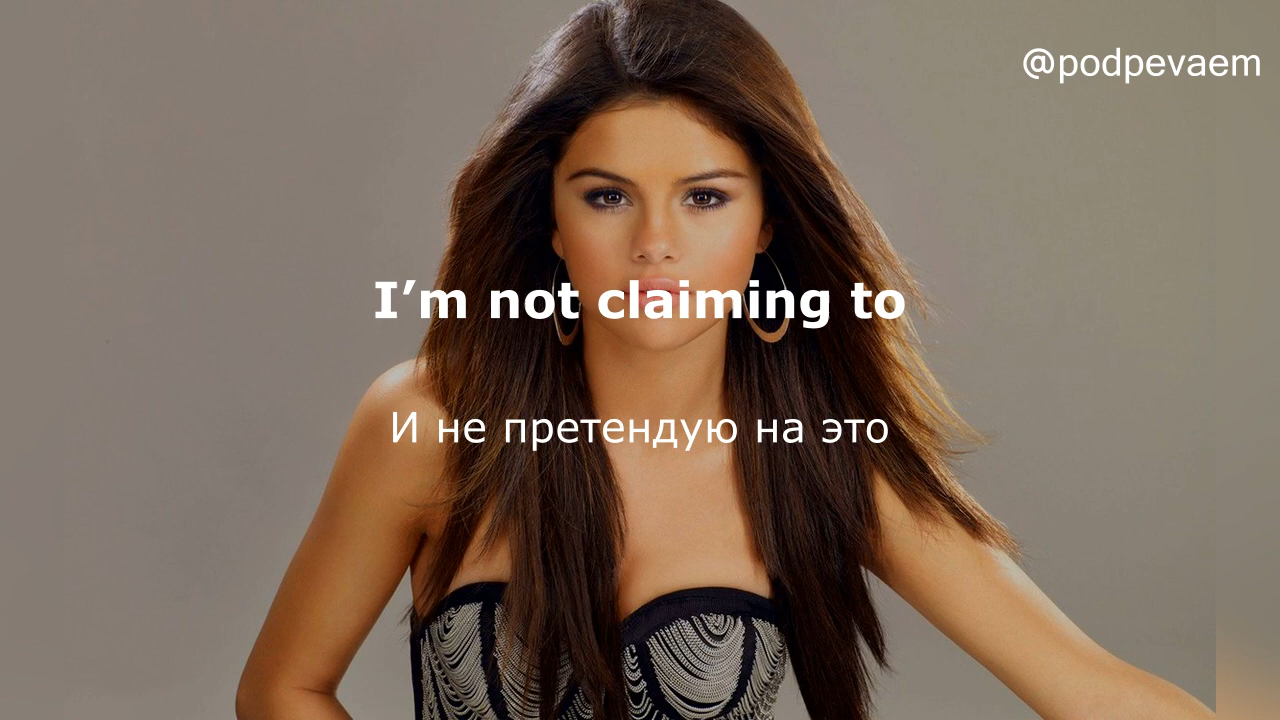 @podpevaem
I’m not claiming to
И не претендую на это